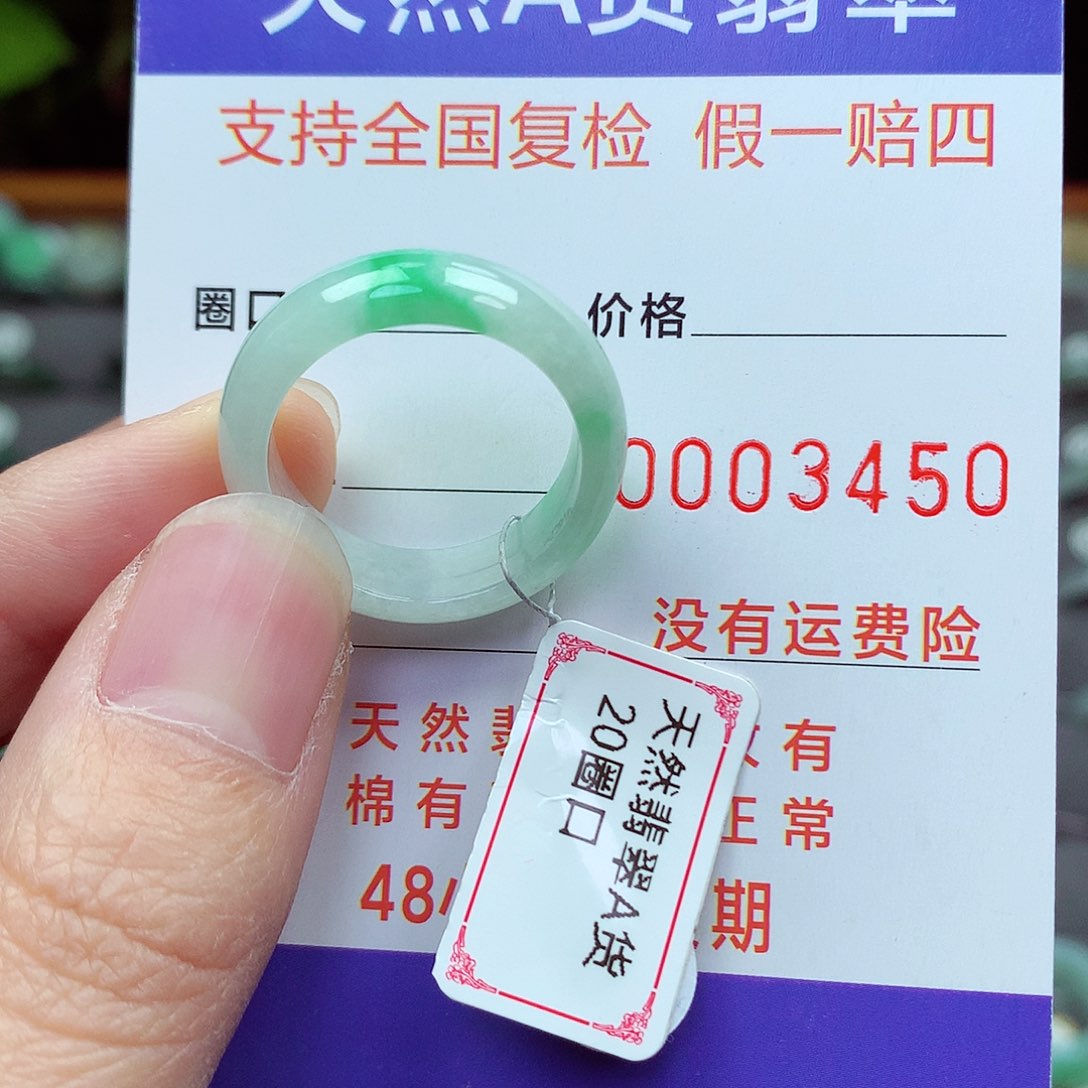 天然A货翡翠
支持全国复检 假一赔四
圈口
价格
0003450
没有运费险
天然翡
有
棉有
正常
48
期
天然翡翠A货
20圈口